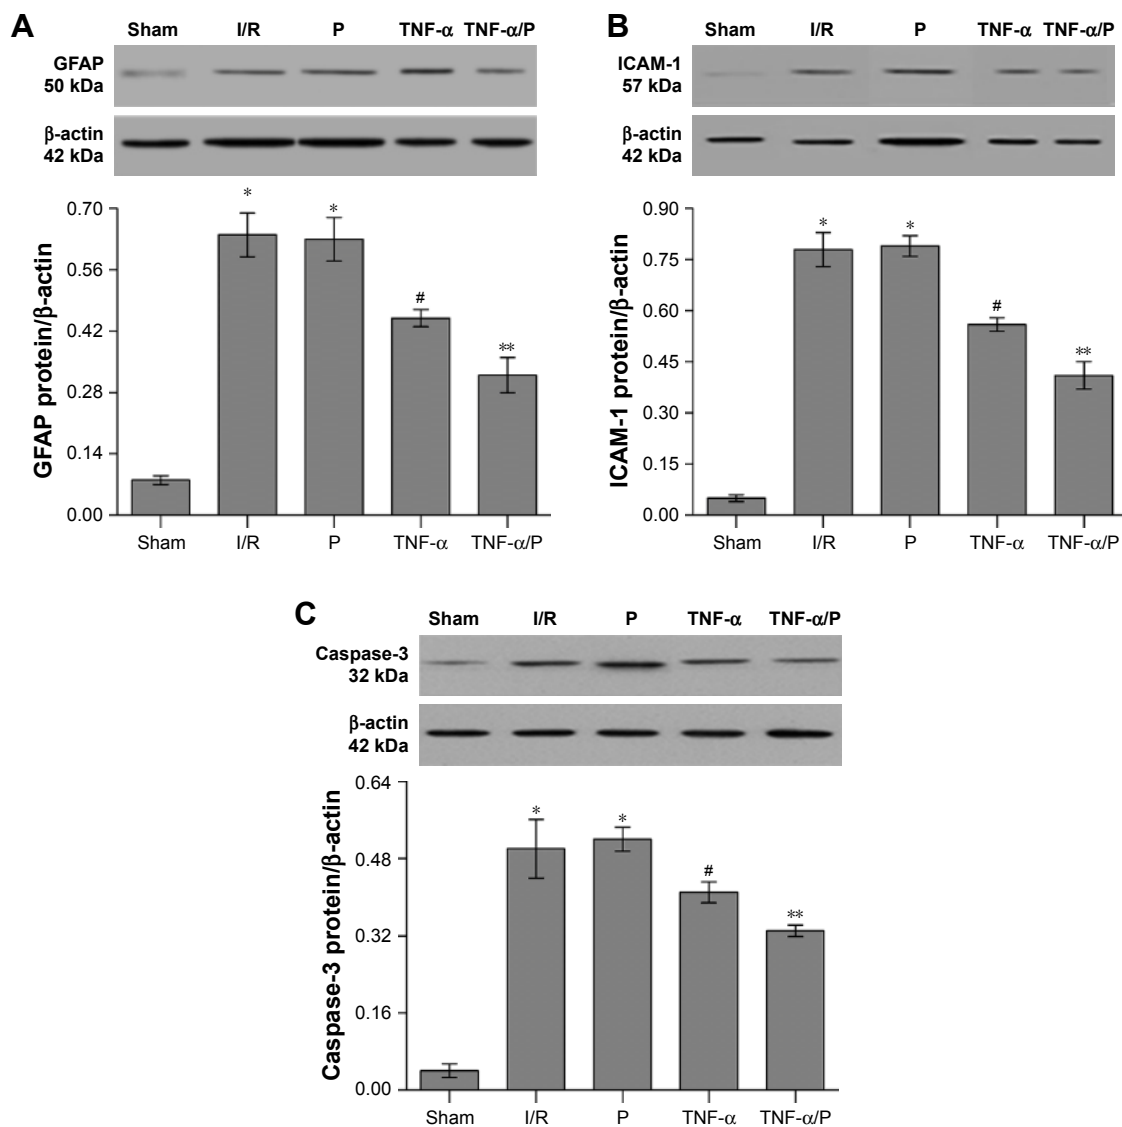 A
Sham I/R P TNF-α TNF-α/P
GFAP
50 kDa
β-actin
42 kDa
GFAP protein/β-actin
0.70
*
*
0.56
#
0.42
**
0.28
0.14
0.00
Sham I/R P TNF-α TNF-α/P
B
Sham I/R P TNF-α TNF-α/P
ICAM-1
57 kDa
β-actin
42 kDa
ICAM-1 protein/β-actin
0.90
*
*
0.75
#
0.60
**
0.45
0.30
0.15
0.00
Sham I/R P TNF-α TNF-α/P
C
Sham I/R P TNF-α TNF-α/P
Caspase-3
32 kDa
β-actin
42 kDa
Caspase-3 protein/β-actin
0.64
*
*
0.48
#
**
0.32
0.16
0.00
Sham I/R P TNF-α TNF-α/P